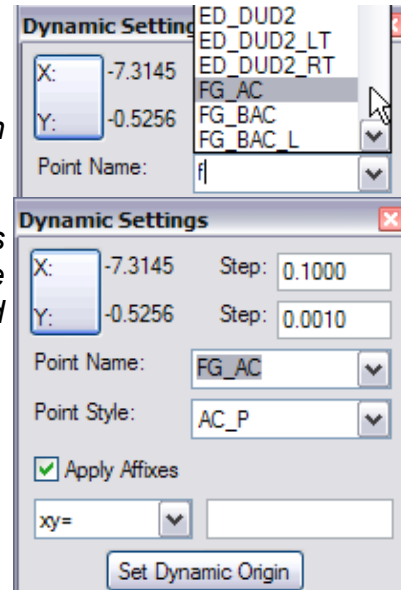 Dynamic Setting
ED_DUD2
ED_DUD2_LT
ED_DUD2_RT
FG_AC
FG_BAC
FG_BAC_L
X: -7.3145
Y: -0.5256
Point Name: f
n
s
e
d
Dynamic Settings
X: -7.3145 Step: 0.1000
Y: -0.5256 Step: 0.0010
Point Name: FG_AC
Point Style: AC_P
Apply Affixes
xy=
Set Dynamic Origin